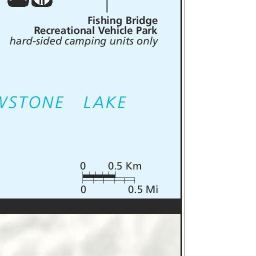 Fishing Bridge
Recreational Vehicle Park
hard-sided camping units only
LAKE
0 0.5 Km
0 0.5 Mi